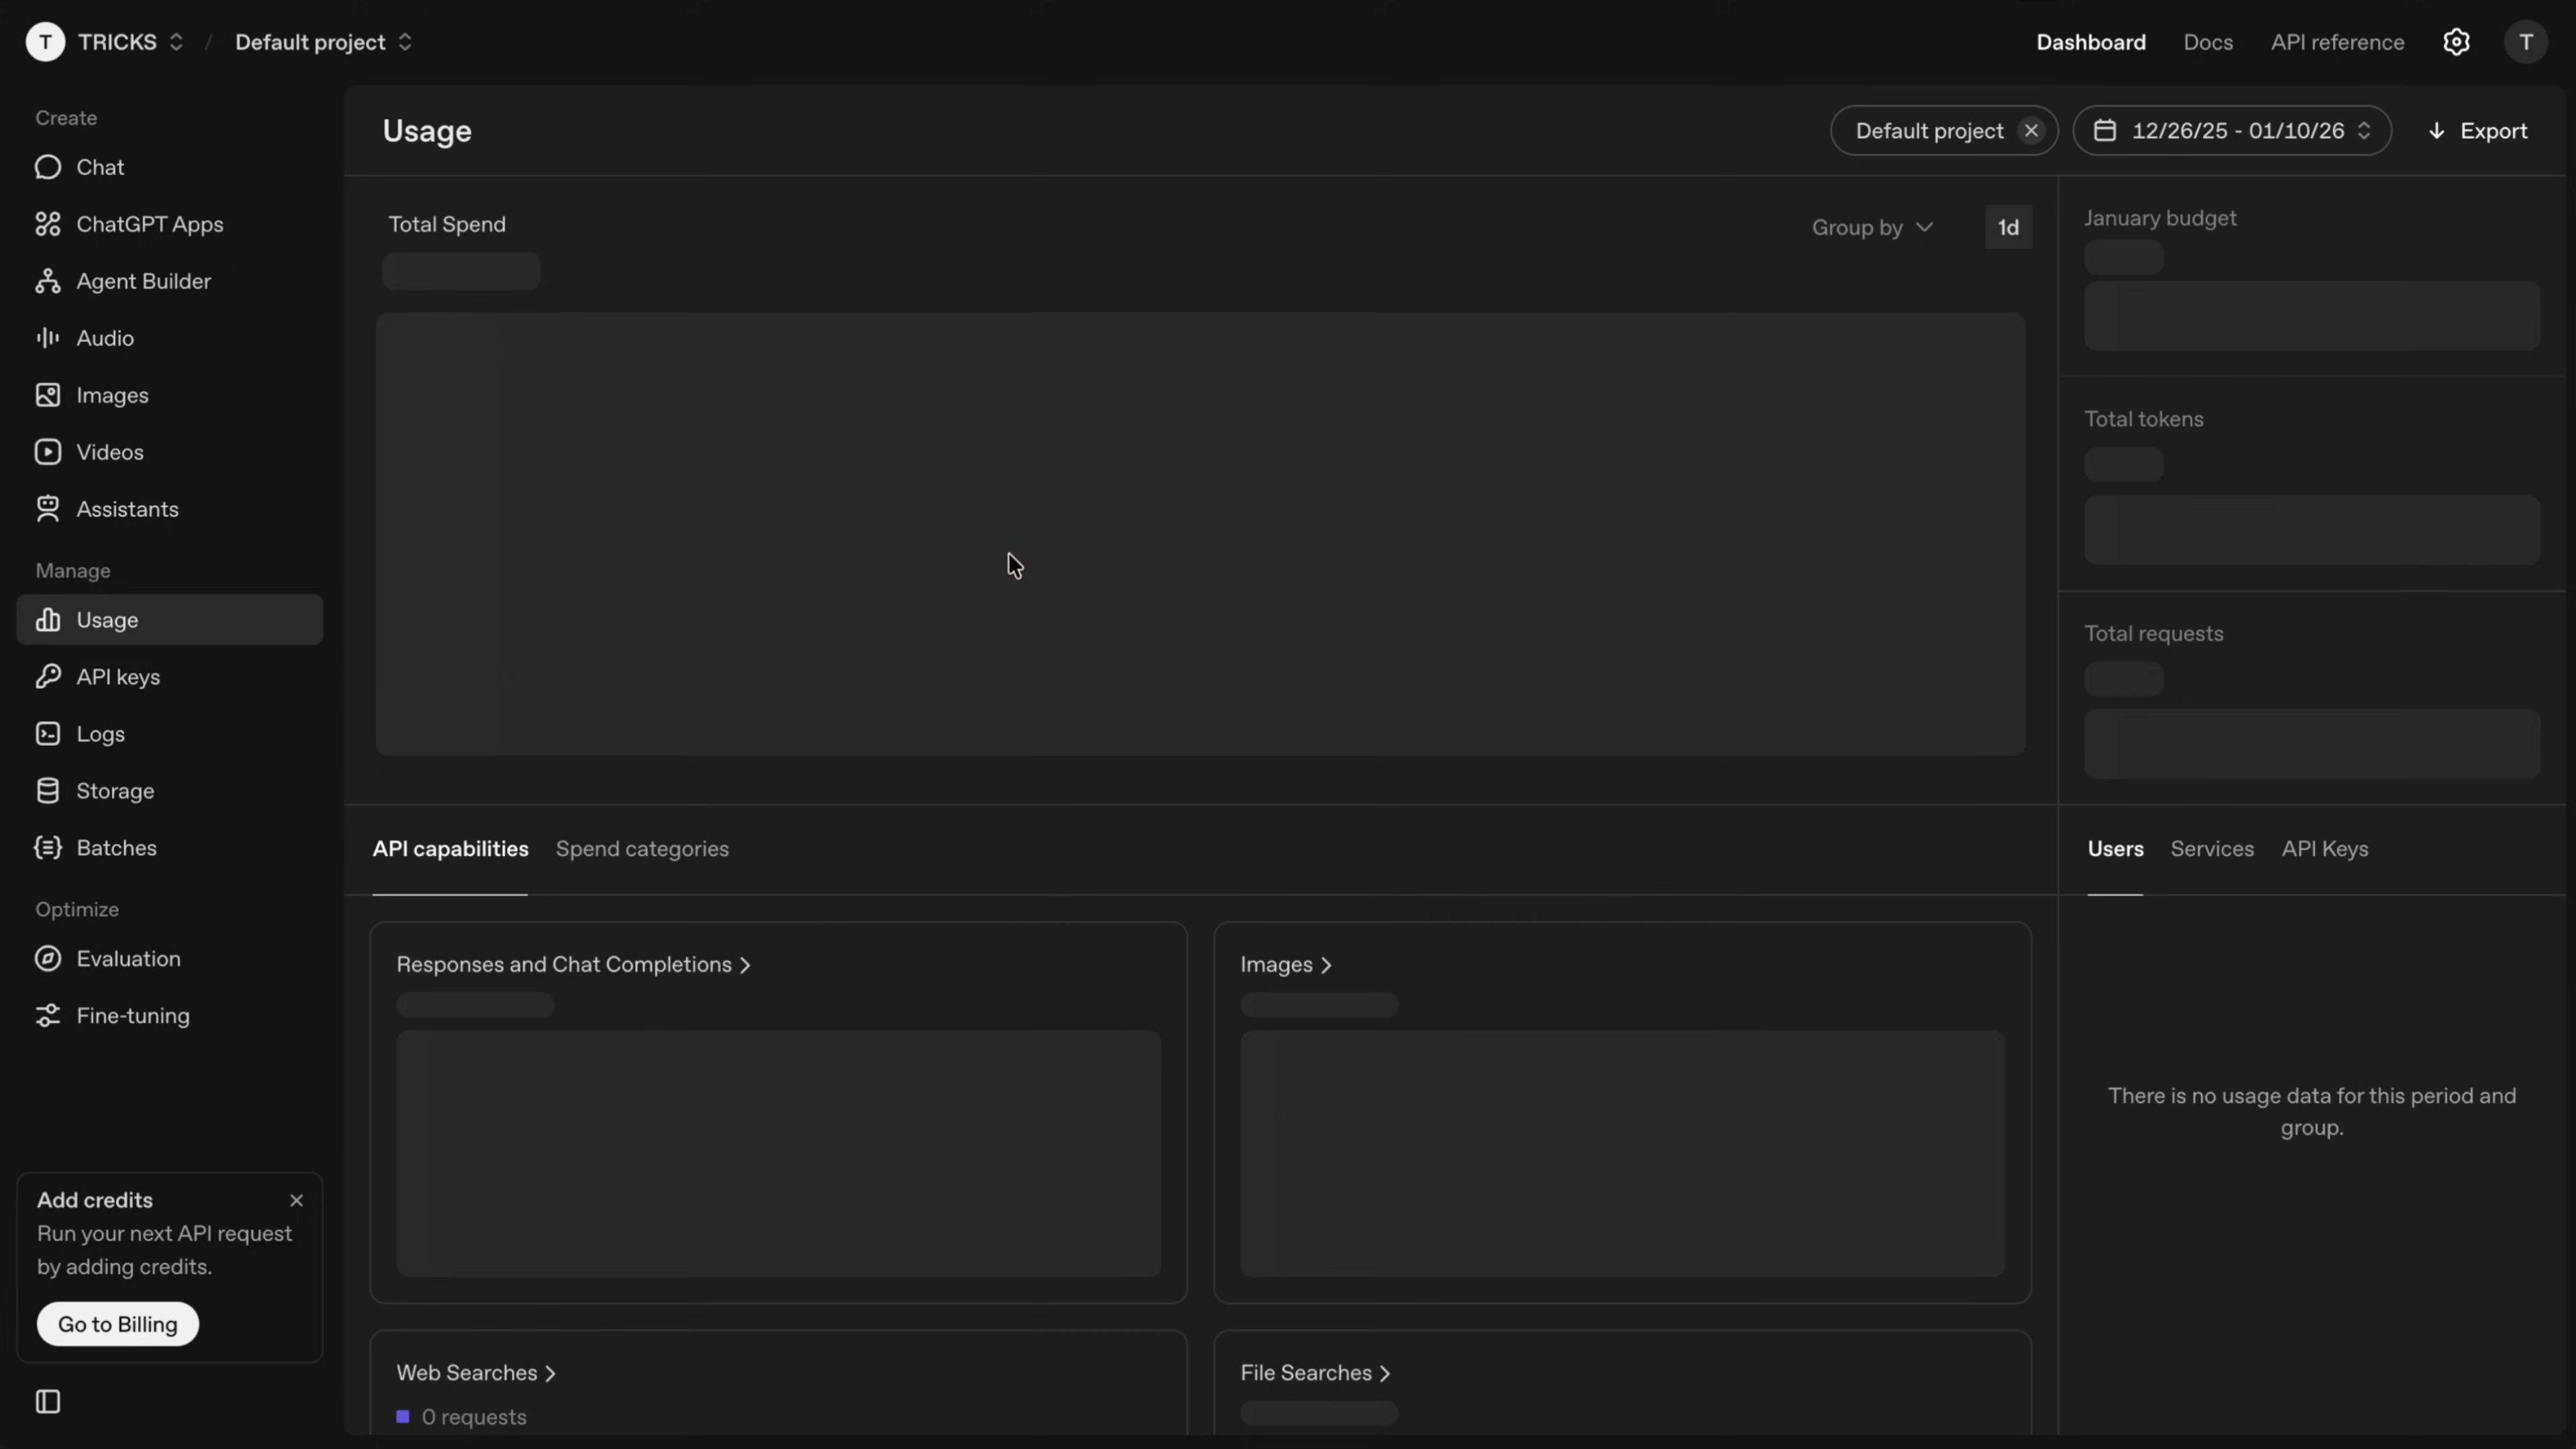 T TRICKS / Default project
Dashboard Docs API reference T
Create
Chat
ChatGPT Apps
Agent Builder
Audio
Images
Videos
Assistants
Manage
Usage
API keys
Logs
Storage
Batches
Optimize
Evaluation
Fine-tuning
Add credits
Run your next API request
by adding credits.
Go to Billing
Usage
Default project 12/26/25 - 01/10/26 Export
Total Spend
Group by 1d
January budget
Total tokens
Total requests
API capabilities Spend categories
Responses and Chat Completions
Images
Web Searches
0 requests
File Searches
Users Services API Keys
There is no usage data for this period and
group.